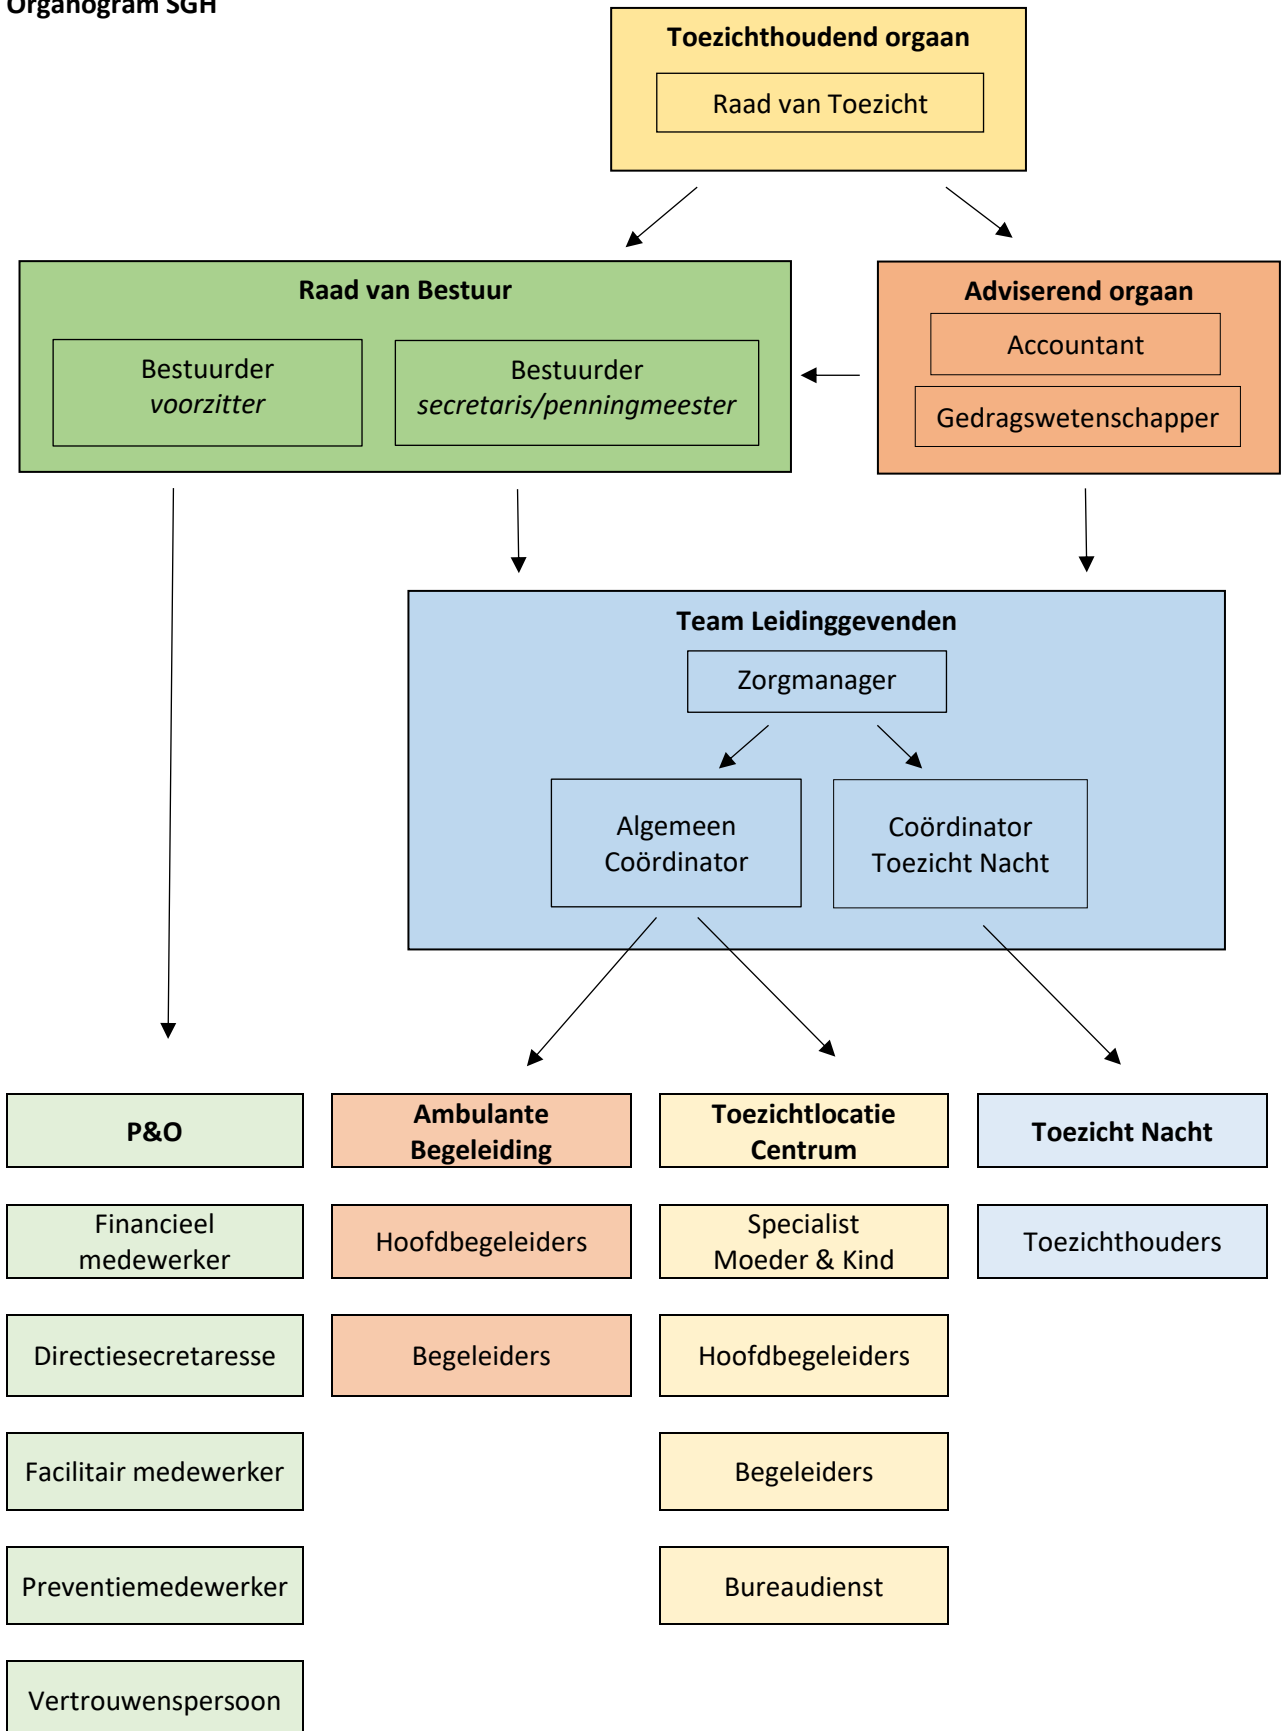 Organogram SGH
Toezichthoudend orgaan
Raad van Toezicht
Raad van Bestuur
Bestuurder
voorzitter
Bestuurder
secretaris/penningmeester
Adviserend orgaan
Accountant
Gedragswetenschapper
Team Leidinggevenden
Zorgmanager
Algemeen
Coördinator
Coördinator
Toezicht Nacht
P&O
Financieel
medewerker
Directiesecretaresse
Facilitair medewerker
Preventiemedewerker
Vertrouwenspersoon
Ambulante
Begeleiding
Hoofdbegeleiders
Begeleiders
Toezichtlocatie
Centrum
Specialist
Moeder & Kind
Hoofdbegeleiders
Begeleiders
Bureaudienst
Toezicht Nacht
Toezichthouders